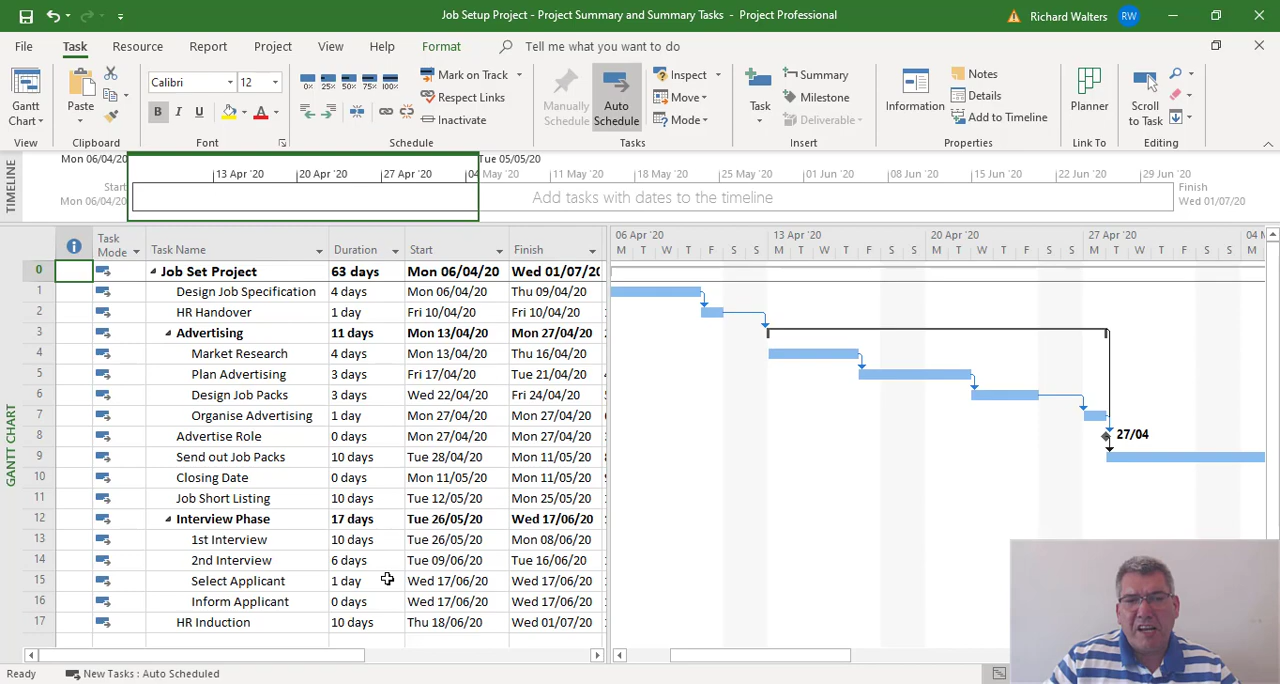 Job Setup Project - Project Summary and Summary Tasks - Project Professional
Richard Walters
RW
File Task Resource Report Project View Help Format Tell me what you want to do
Gantt Chart
View
Paste
Clipboard
Calibri 12
B I U A
Font
0% 25% 50% 75% 100%
Mark on Track
Respect Links
Inactivate
Schedule
Manually Schedule
Auto Schedule
Inspect
Move
Mode
Tasks
Task
Summary
Milestone
Deliverable
Insert
Information
Notes
Details
Add to Timeline
Properties
Planner
Link To
Scroll to Task
Editing
TIMELINE
Mon 06/04/20 Tue 05/05/20
13 Apr '20 20 Apr '20 27 Apr '20 04 May '20 11 May '20 18 May '20 25 May '20 01 Jun '20 08 Jun '20 15 Jun '20 22 Jun '20 29 Jun '20
Start
Mon 06/04/20
Add tasks with dates to the timeline
Finish
Wed 01/07/20
GANTT CHART
Task Mode Task Name Duration Start Finish
06 Apr '20 13 Apr '20 20 Apr '20 27 Apr '20 04 M
M T W T F S S M T W T F S S M T W T F S S M T W T F S S M
0 Job Set Project 63 days Mon 06/04/20 Wed 01/07/20
1 Design Job Specification 4 days Mon 06/04/20 Thu 09/04/20
2 HR Handover 1 day Fri 10/04/20 Fri 10/04/20
3 Advertising 11 days Mon 13/04/20 Mon 27/04/20
4 Market Research 4 days Mon 13/04/20 Thu 16/04/20
5 Plan Advertising 3 days Fri 17/04/20 Tue 21/04/20
6 Design Job Packs 3 days Wed 22/04/20 Fri 24/04/20
7 Organise Advertising 1 day Mon 27/04/20 Mon 27/04/20
8 Advertise Role 0 days Mon 27/04/20 Mon 27/04/20 27/04
9 Send out Job Packs 10 days Tue 28/04/20 Mon 11/05/20
10 Closing Date 0 days Mon 11/05/20 Mon 11/05/20
11 Job Short Listing 10 days Tue 12/05/20 Mon 25/05/20
12 Interview Phase 17 days Tue 26/05/20 Wed 17/06/20
13 1st Interview 10 days Tue 26/05/20 Mon 08/06/20
14 2nd Interview 6 days Tue 09/06/20 Tue 16/06/20
15 Select Applicant 1 day Wed 17/06/20 Wed 17/06/20
16 Inform Applicant 0 days Wed 17/06/20 Wed 17/06/20
17 HR Induction 10 days Thu 18/06/20 Wed 01/07/20
Ready New Tasks : Auto Scheduled